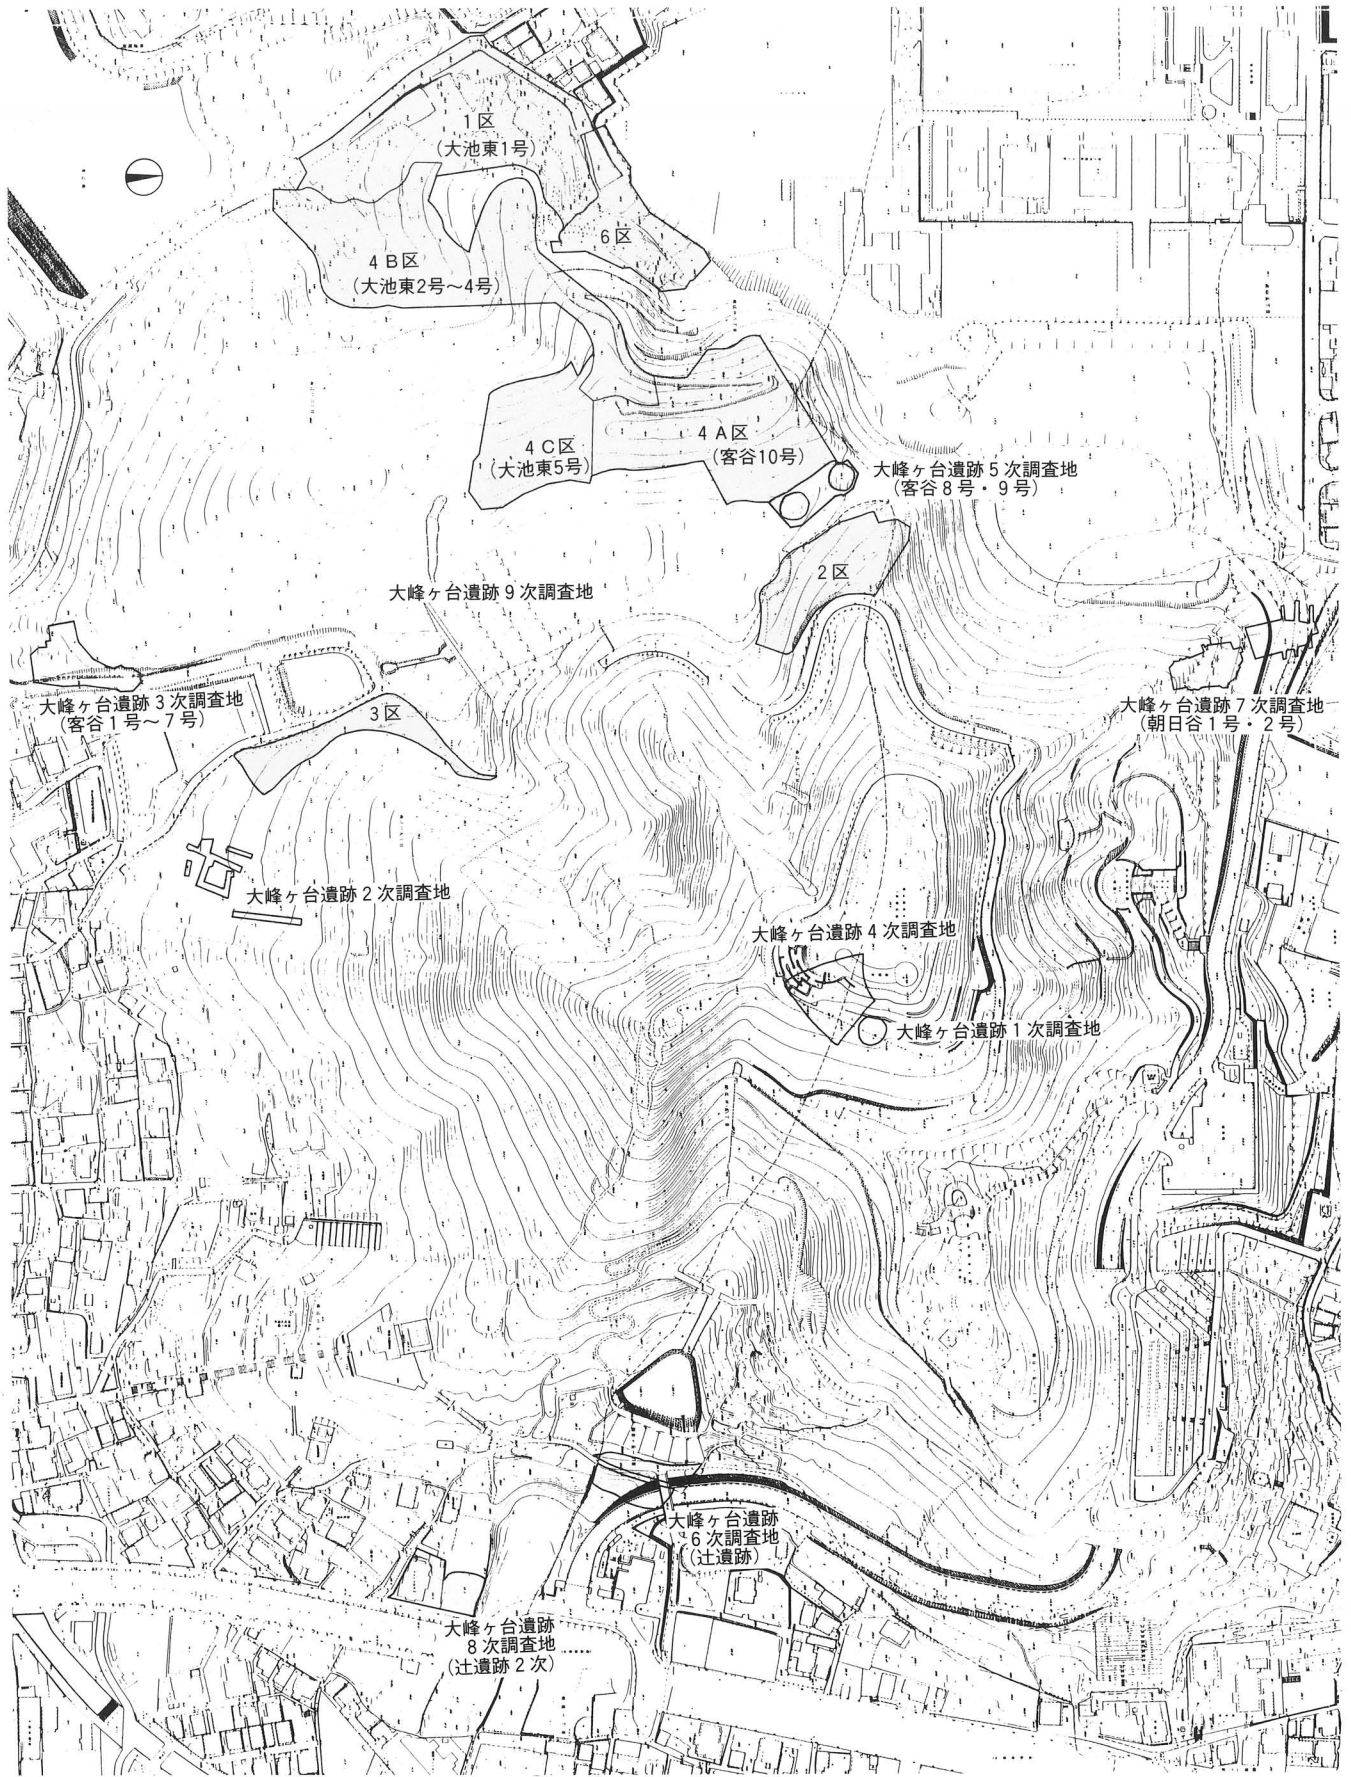 1区
(大池東1号)
6区
4B区
(大池東2号～4号)
4C区
(大池東5号)
4A区
(客谷10号)
大峰ヶ台遺跡5次調査地
(客谷8号・9号)
2区
大峰ヶ台遺跡9次調査地
大峰ヶ台遺跡3次調査地
(客谷1号～7号)
3区
大峰ヶ台遺跡7次調査地
(朝日谷1号・2号)
大峰ヶ台遺跡2次調査地
大峰ヶ台遺跡4次調査地
大峰ヶ台遺跡1次調査地
大峰ヶ台遺跡
6次調査地
(辻遺跡)
大峰ヶ台遺跡
8次調査地
(辻遺跡2次)